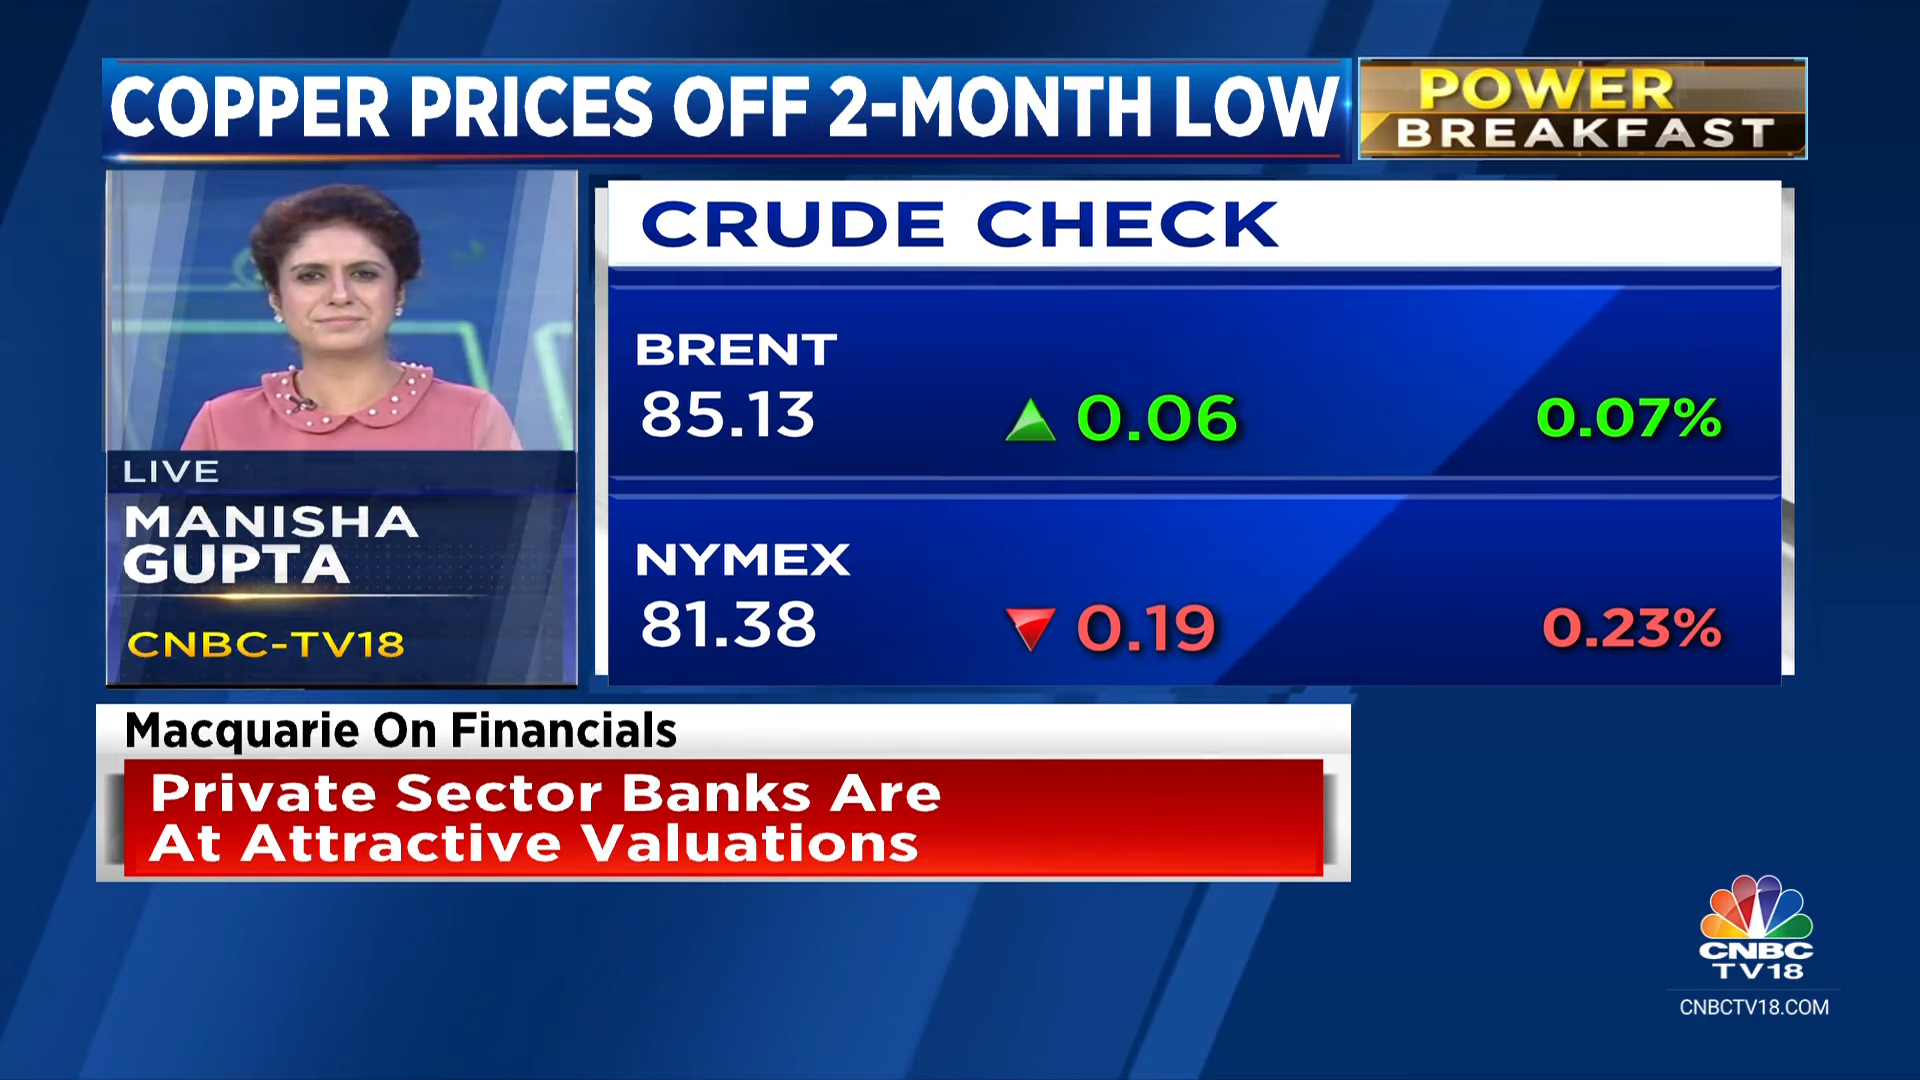 COPPER PRICES OFF 2-MONTH LOW
POWER
BREAKFAST
CRUDE CHECK
BRENT
85.13 0.06 0.07%
NYMEX
81.38 0.19 0.23%
LIVE
MANISHA
GUPTA
CNBC-TV18
Macquarie On Financials
Private Sector Banks Are
At Attractive Valuations
CNBC
TV18
CNBCTV18.COM